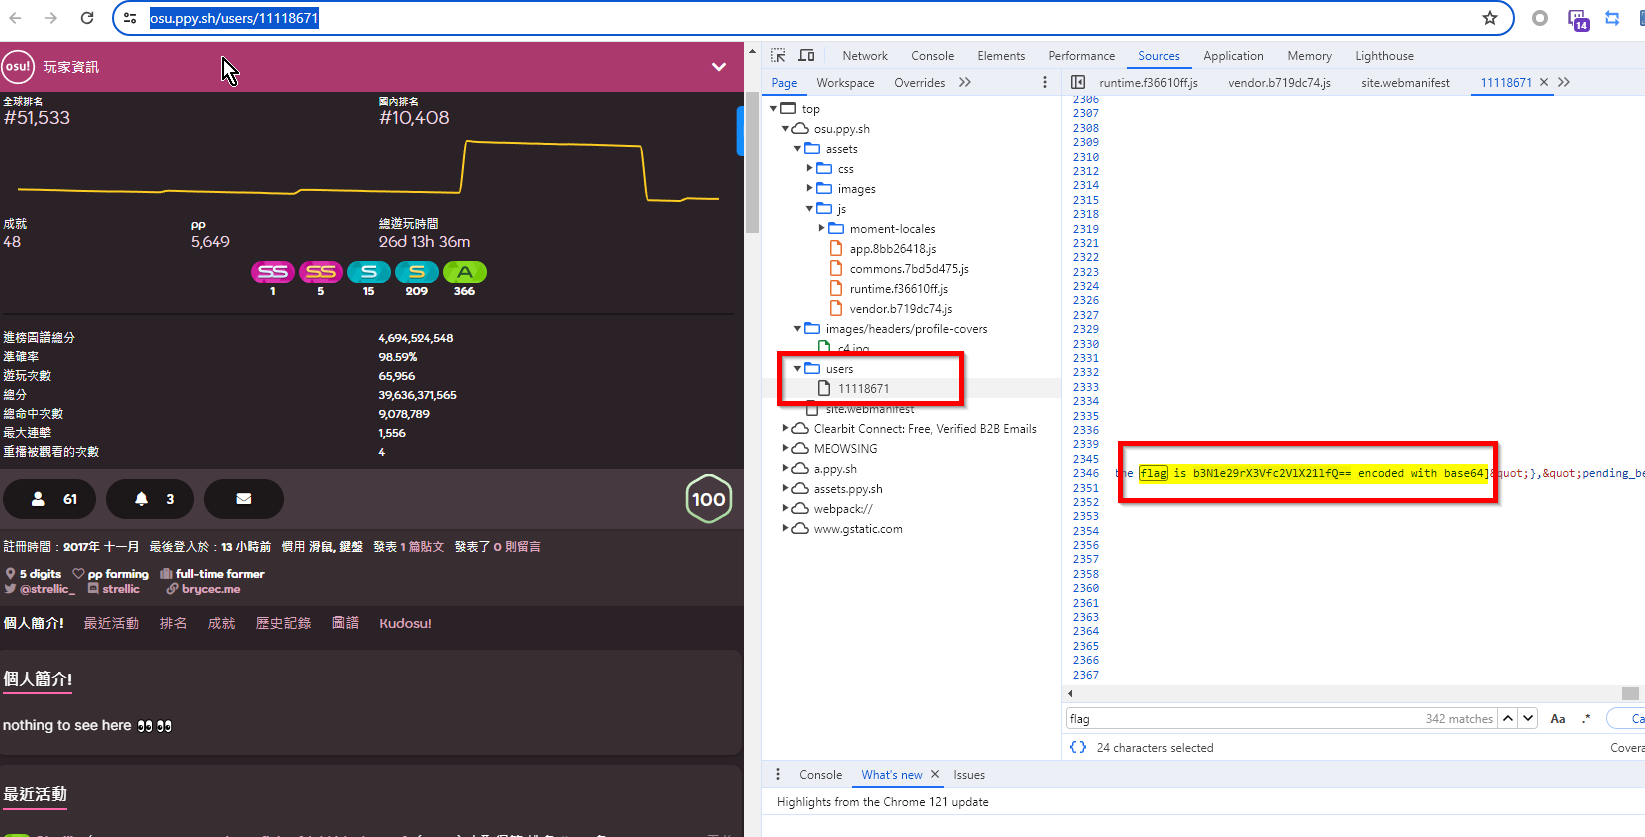 osu.ppy.sh/users/11118671
14
osu! 玩家資訊
全球排名 國內排名
#51,533 #10,408
成就 pp 總遊玩時間
48 5,649 26d 13h 36m
SS SS S S A
1 5 15 209 366
進榜圖譜總分 4,694,524,548
準確率 98.59%
遊玩次數 65,956
總分 39,636,371,565
總命中次數 9,078,789
最大連擊 1,556
重播被觀看的次數 4
61 3 100
註冊時間：2017年 十一月 最後登入於：13 小時前 慣用 滑鼠, 鍵盤 發表 1 篇貼文 發表了 0 則留言
5 digits pp farming full-time farmer
@strellic_ strellic brycec.me
個人簡介! 最近活動 排名 成就 歷史記錄 圖譜 Kudosu!
個人簡介!
nothing to see here 👀👀
最近活動
Network Console Elements Performance Sources Application Memory Lighthouse
Page Workspace Overrides
top
osu.ppy.sh
assets
css
images
js
moment-locales
app.8bb26418.js
commons.7bd5d475.js
runtime.f36610ff.js
vendor.b719dc74.js
images/headers/profile-covers
c4.jpg
users
11118671
site.webmanifest
Clearbit Connect: Free, Verified B2B Emails
MEOWSING
a.ppy.sh
assets.ppy.sh
webpack://
www.gstatic.com
runtime.f36610ff.js vendor.b719dc74.js site.webmanifest 11118671
2306
2307
2308
2309
2310
2312
2314
2315
2318
2319
2321
2322
2323
2324
2326
2327
2329
2330
2331
2332
2333
2334
2335
2336
2339
2345
2346 the flag is b3N1e29rX3Vfc2VlX21lfQ== encoded with base64]&quot;},&quot;pending_be
2351
2352
2353
2354
2356
2357
2358
2360
2361
2363
2364
2365
2366
2367
flag 342 matches Aa .* Ca
{} 24 characters selected Covera
Console What's new Issues
Highlights from the Chrome 121 update